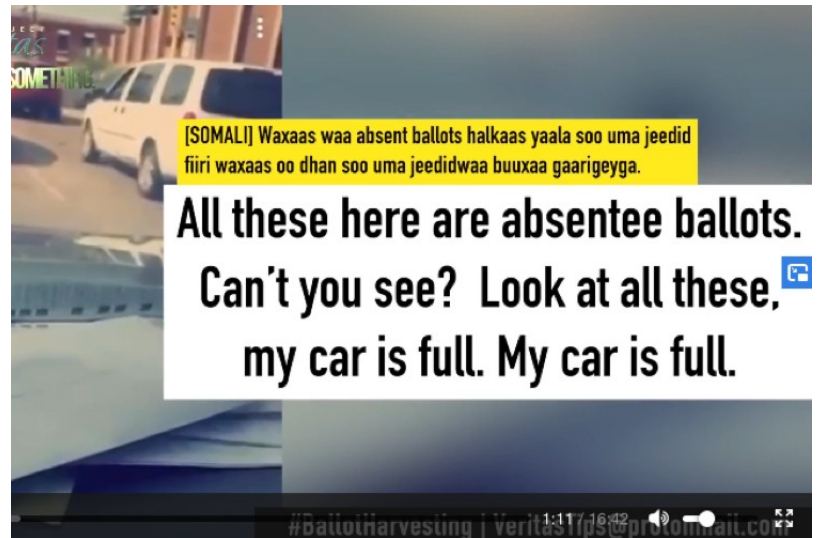 SOMETHING
[SOMALI] Waxaas waa absent ballots halkaas yaala soo uma jeedid
fiiri waxaas oo dhan soo uma jeedidwaa buuxaa gaarigeyga.
All these here are absentee ballots.
Can't you see? Look at all these,
my car is full. My car is full.
1:11 / 16:42
#BallotHarvesting | VeritasTips@protonmail.com